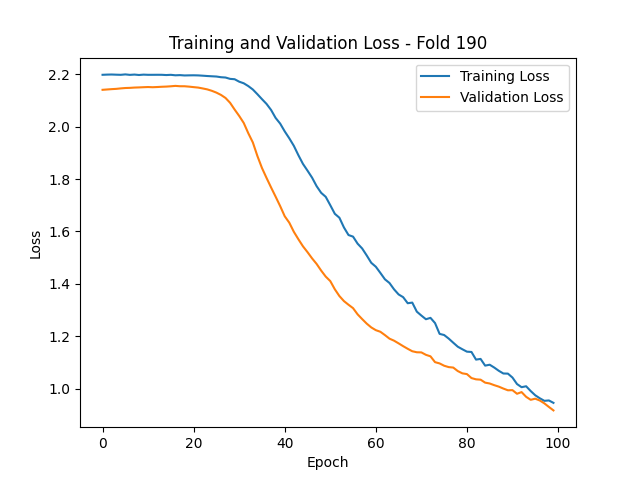 Training and Validation Loss - Fold 190
Training Loss
Validation Loss
2.2
2.0
1.8
1.6
1.4
1.2
1.0
Loss
0 20 40 60 80 100
Epoch